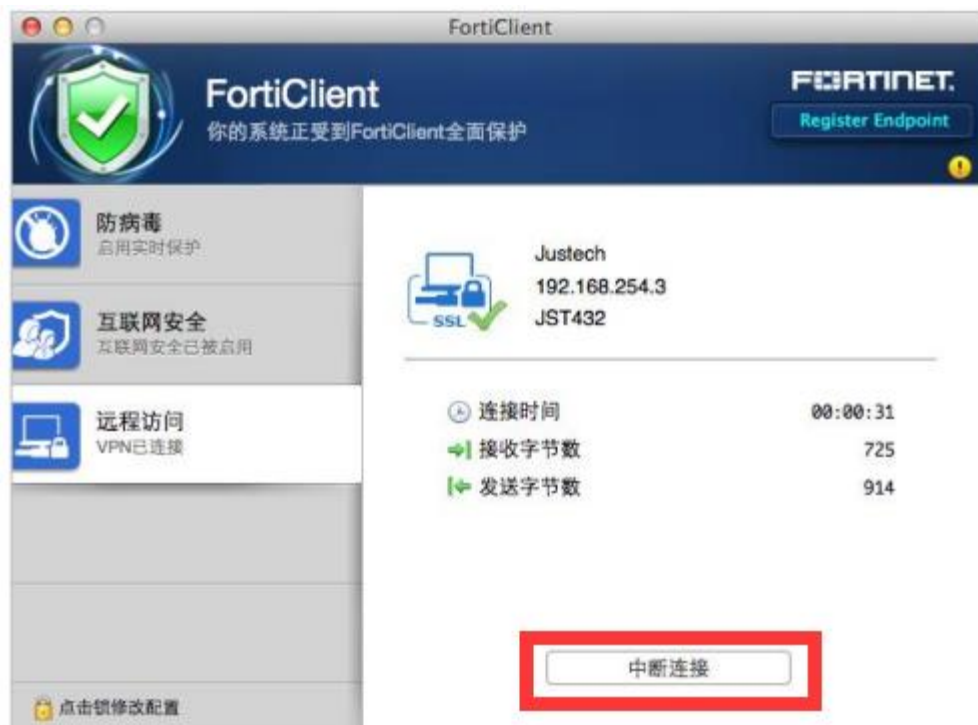 FortiClient
FortiClient
你的系统正受到FortiClient全面保护
FORTINET.
Register Endpoint
防病毒
启用实时保护
互联网安全
互联网安全已被启用
远程访问
VPN已连接
点击锁修改配置
SSL
Justech
192.168.254.3
JST432
连接时间 00:00:31
接收字节数 725
发送字节数 914
中断连接